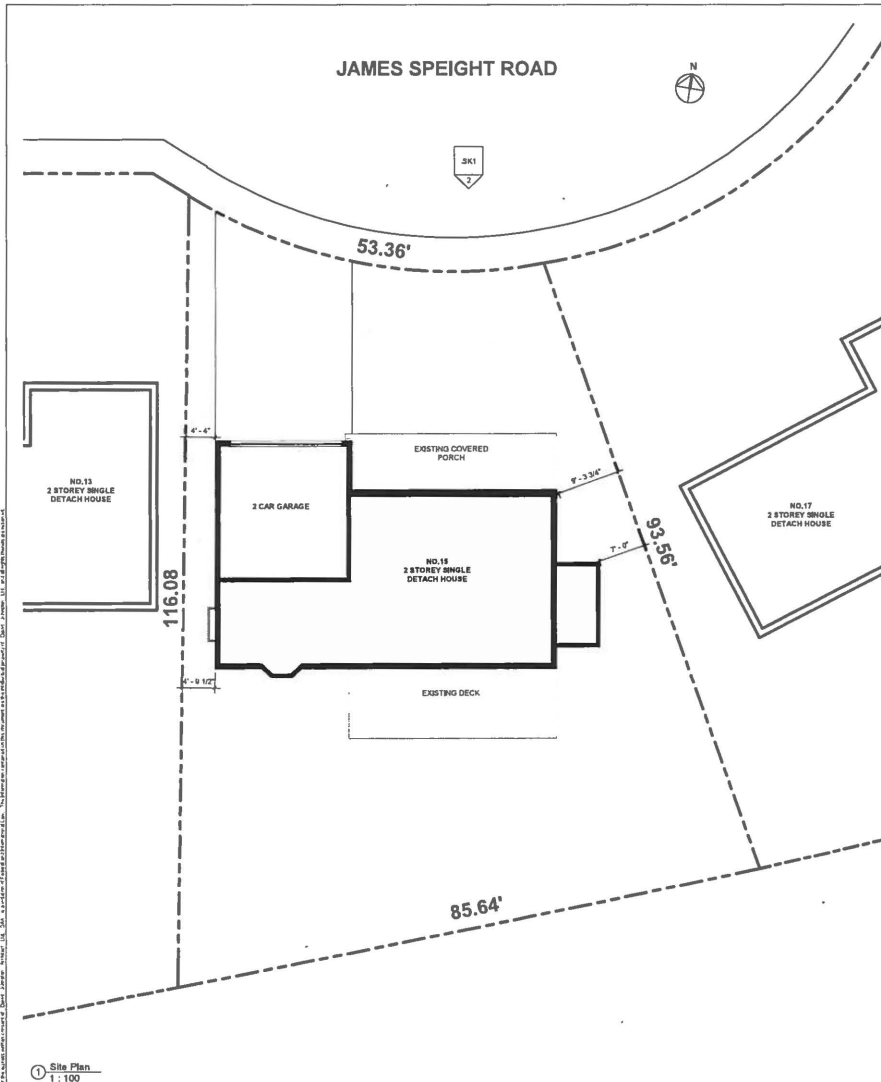 JAMES SPEIGHT ROAD
N
SK1
2
53.36'
4' - 4"
EXISTING COVERED
PORCH
9' - 3 3/4"
NO.13
2 STOREY SINGLE
DETACH HOUSE
2 CAR GARAGE
NO.17
2 STOREY SINGLE
DETACH HOUSE
7' - 0"
93.56'
NO.15
2 STOREY SINGLE
DETACH HOUSE
116.08
4' - 9 1/2"
EXISTING DECK
85.64'
1
Site Plan
1 : 100